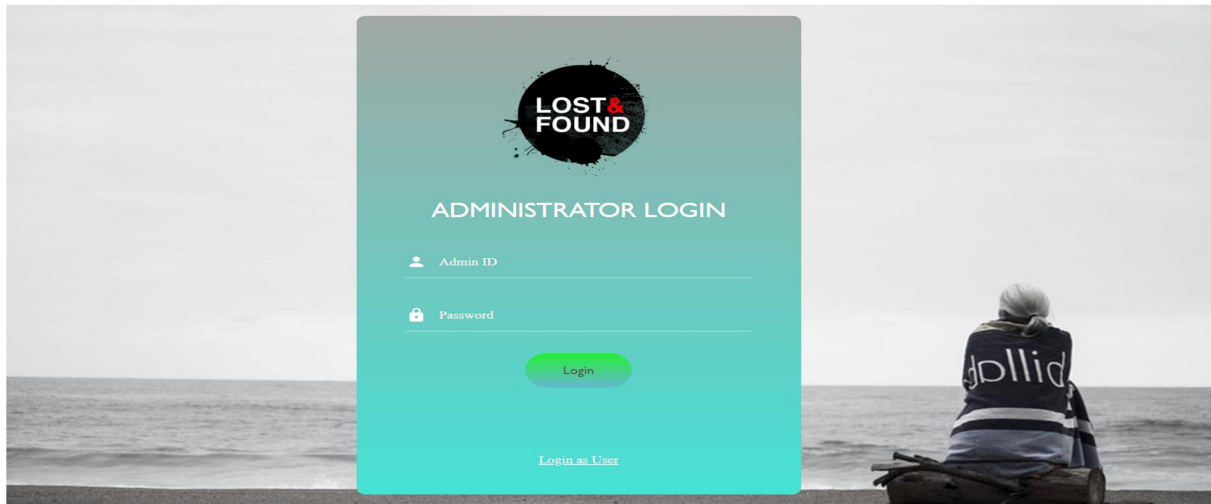 LOST&
FOUND
ADMINISTRATOR LOGIN
Admin ID
Password
Login
Login as User